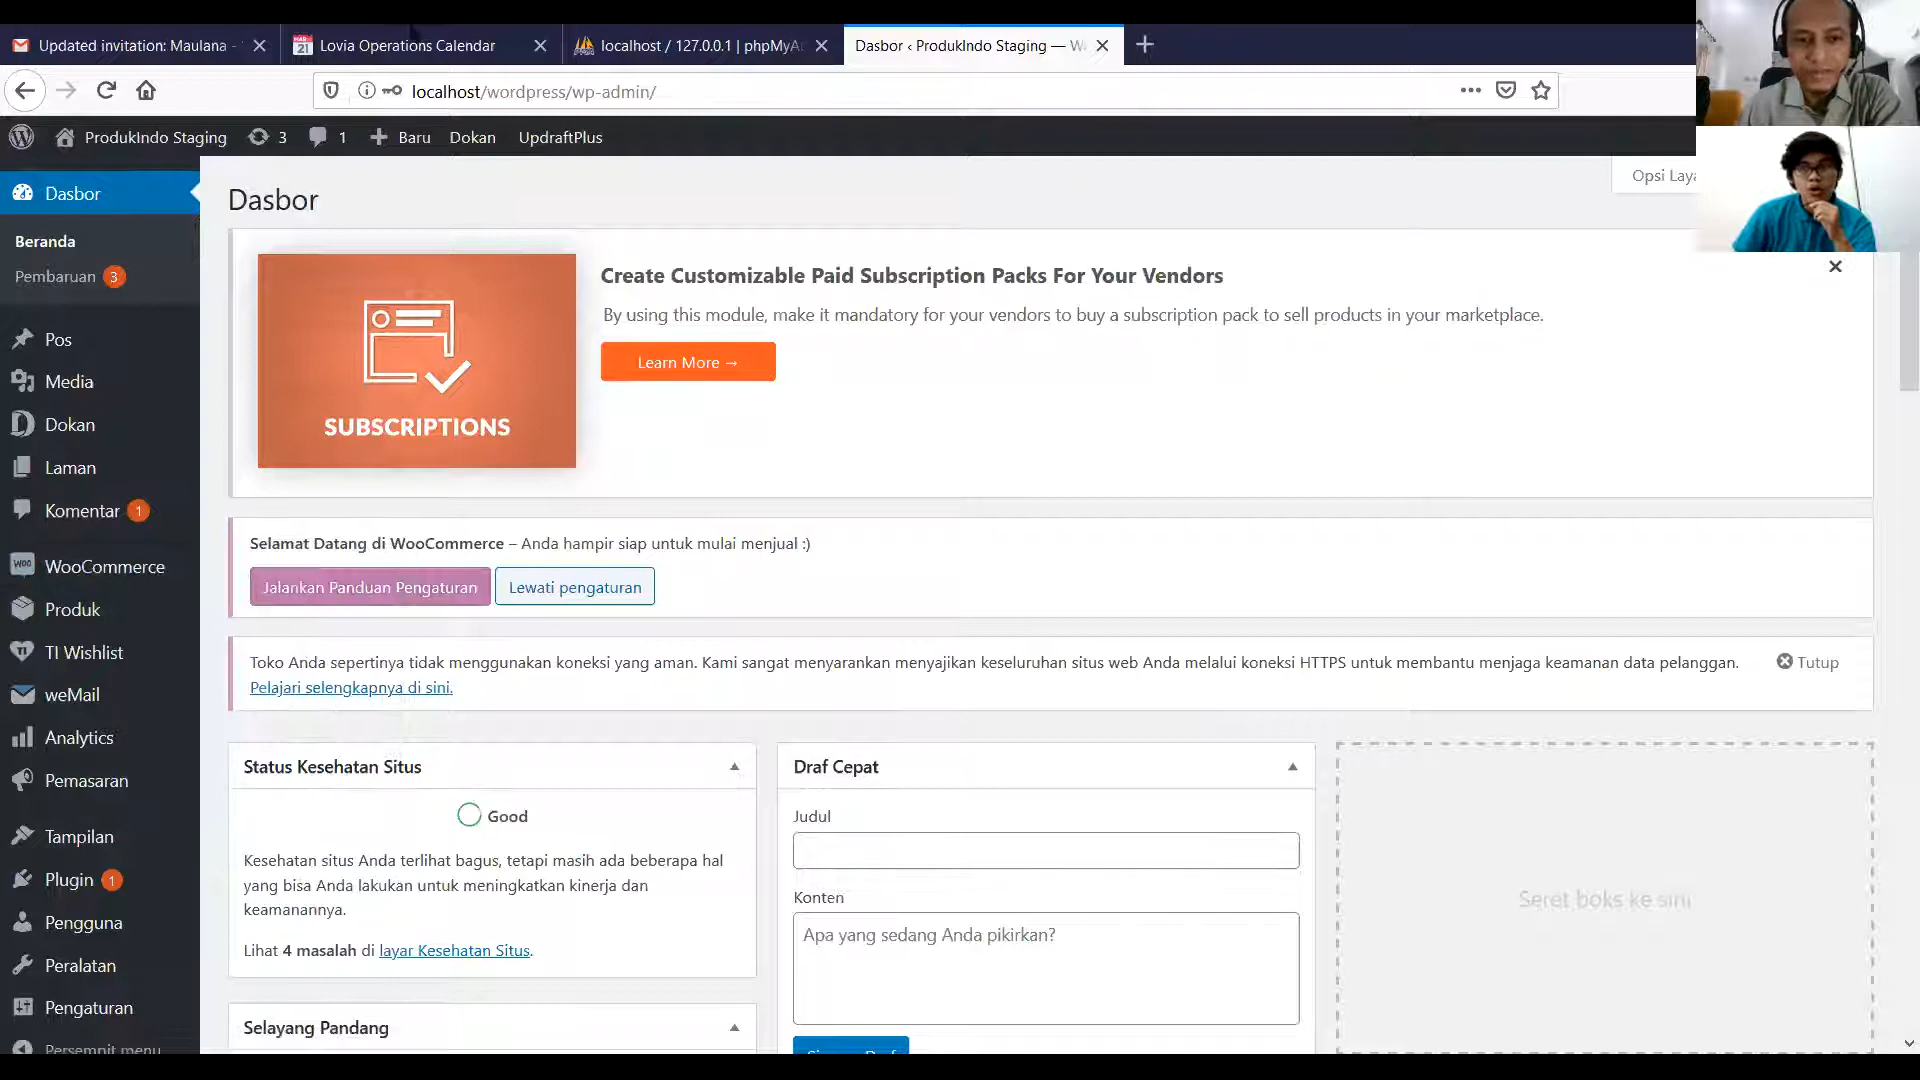 Updated invitation: Maulana -
Lovia Operations Calendar
localhost / 127.0.0.1 | phpMyA
Dasbor ‹ ProdukIndo Staging — W
localhost/wordpress/wp-admin/
ProdukIndo Staging
3
1
Baru
Dokan
UpdraftPlus
Dasbor
Beranda
Pembaruan 3
Pos
Media
Dokan
Laman
Komentar 1
WooCommerce
Produk
TI Wishlist
weMail
Analytics
Pemasaran
Tampilan
Plugin 1
Pengguna
Peralatan
Pengaturan
Persempit menu
Dasbor
Opsi Laya
SUBSCRIPTIONS
Create Customizable Paid Subscription Packs For Your Vendors
By using this module, make it mandatory for your vendors to buy a subscription pack to sell products in your marketplace.
Learn More →
Selamat Datang di WooCommerce – Anda hampir siap untuk mulai menjual :)
Jalankan Panduan Pengaturan
Lewati pengaturan
Toko Anda sepertinya tidak menggunakan koneksi yang aman. Kami sangat menyarankan menyajikan keseluruhan situs web Anda melalui koneksi HTTPS untuk membantu menjaga keamanan data pelanggan.
Pelajari selengkapnya di sini.
Tutup
Status Kesehatan Situs
Good
Kesehatan situs Anda terlihat bagus, tetapi masih ada beberapa hal
yang bisa Anda lakukan untuk meningkatkan kinerja dan
keamanannya.
Lihat 4 masalah di layar Kesehatan Situs.
Selayang Pandang
Draf Cepat
Judul
Konten
Apa yang sedang Anda pikirkan?
Seret boks ke sini